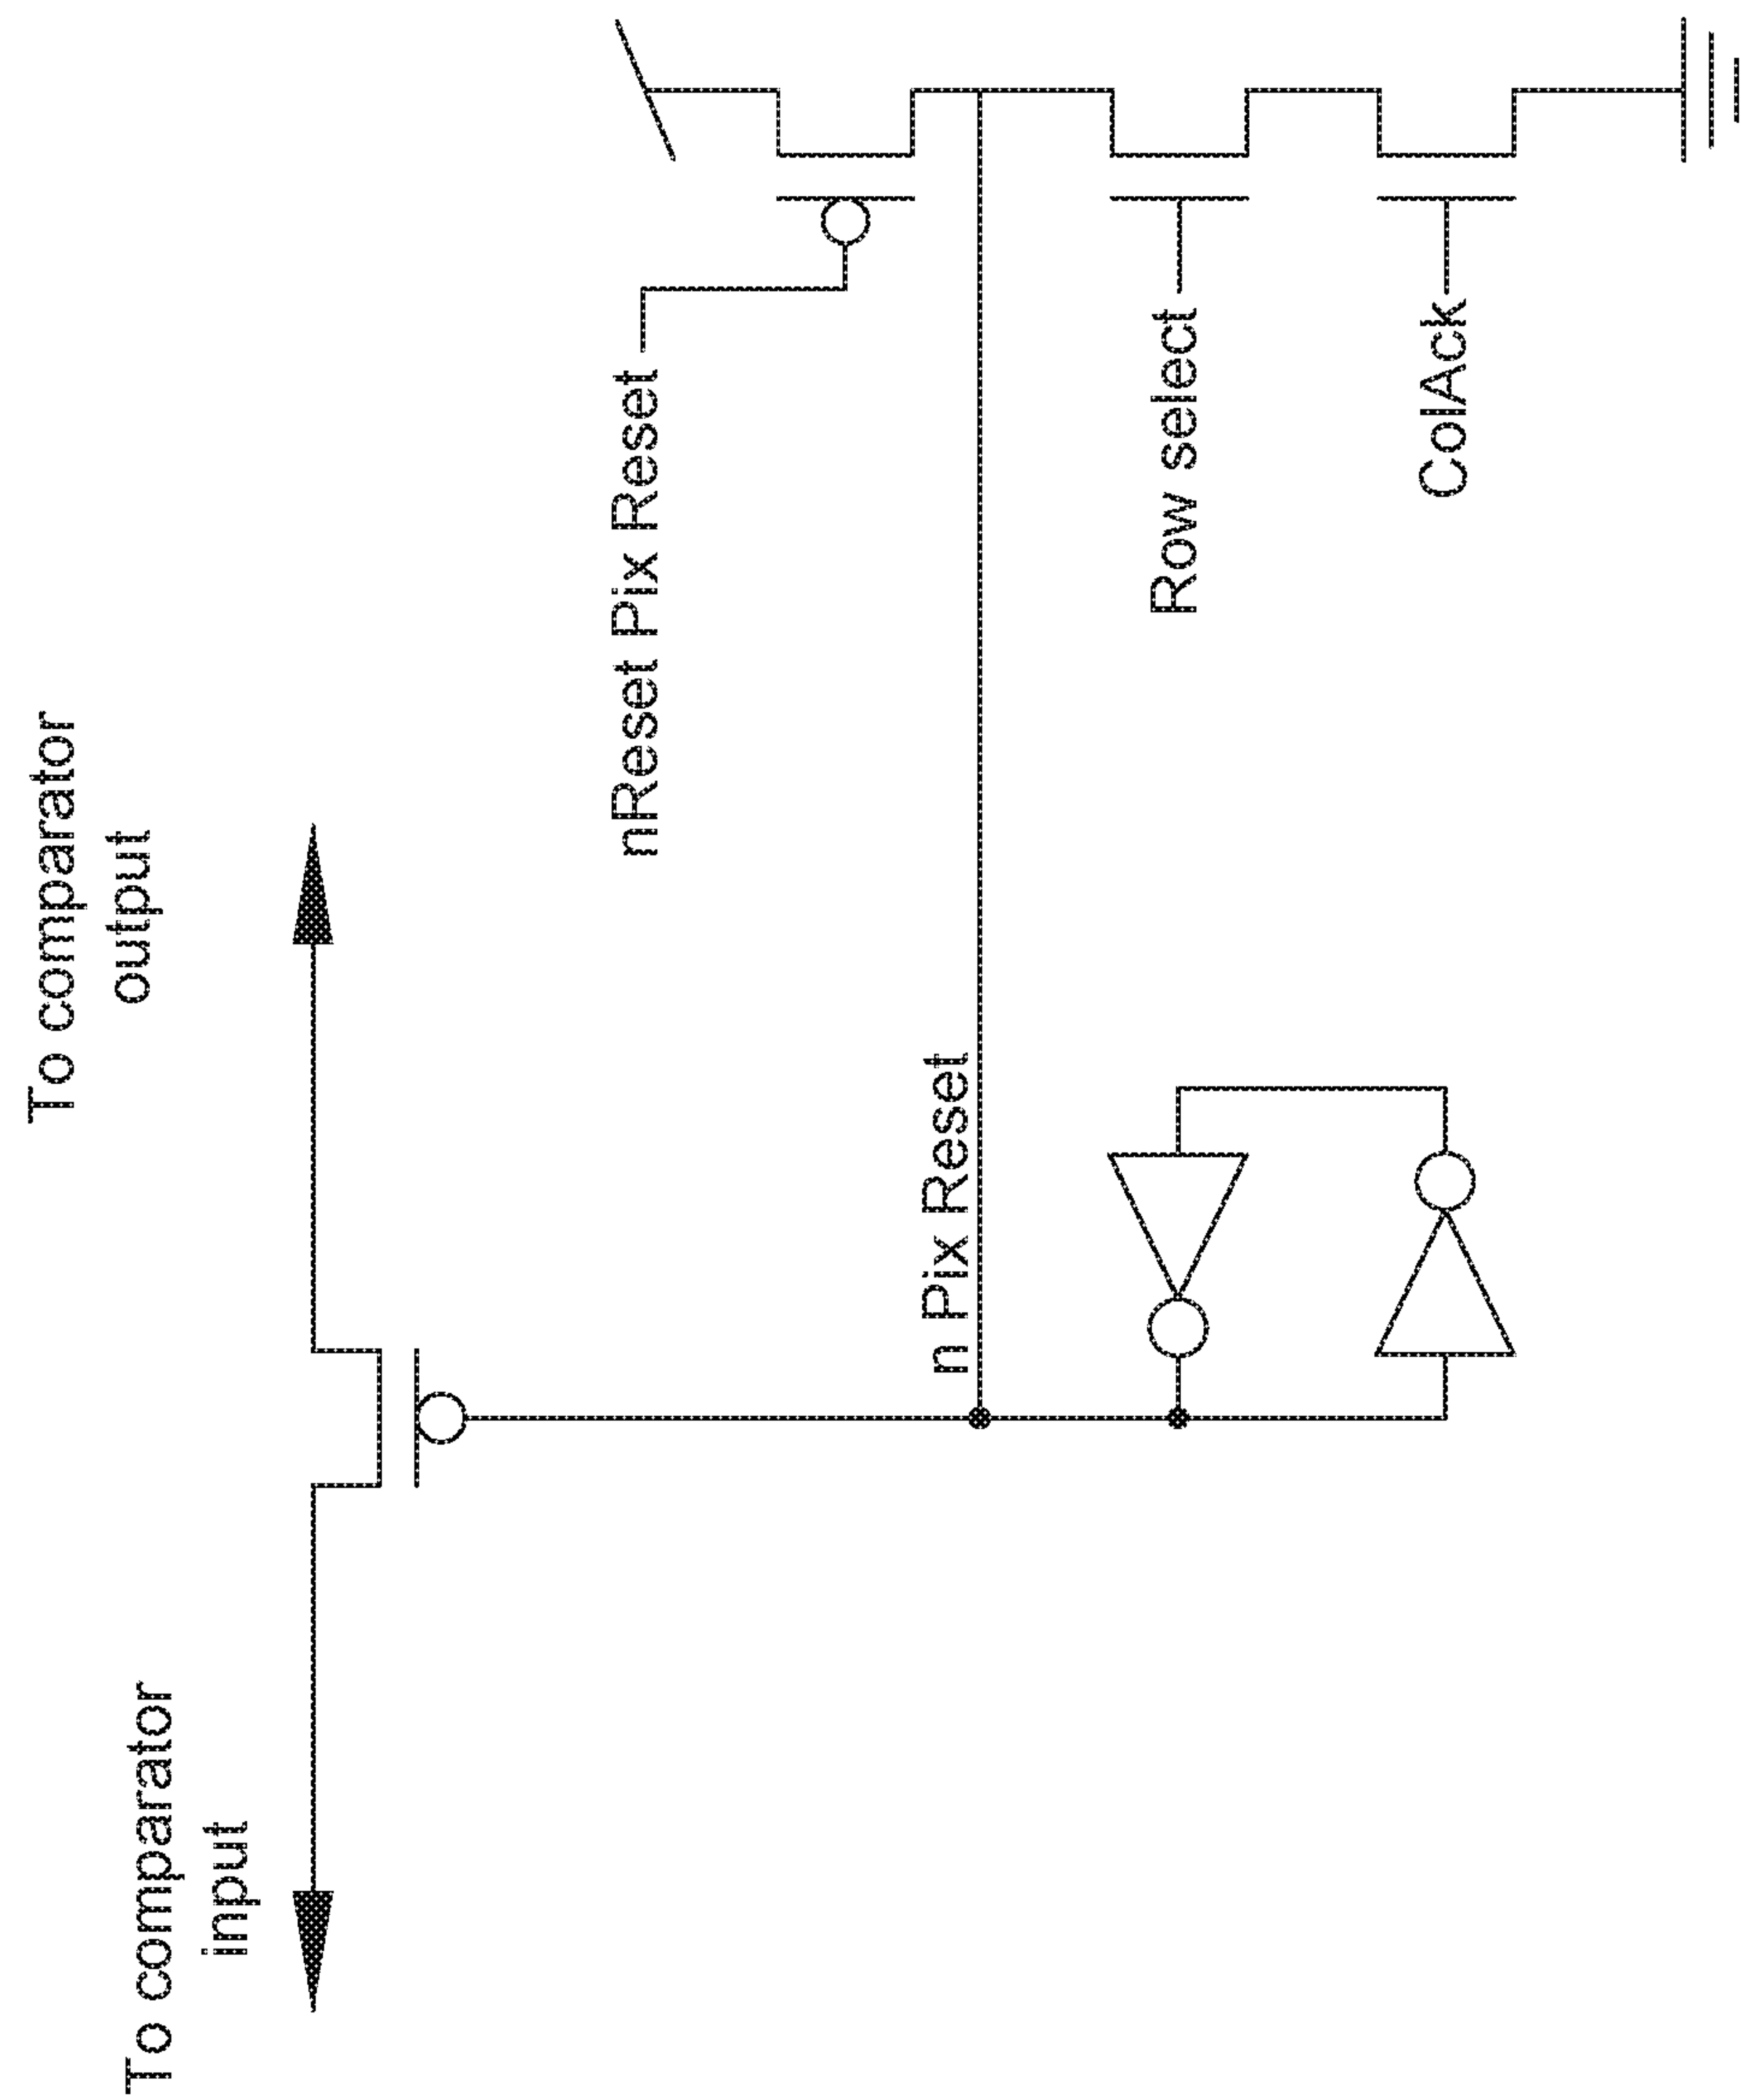 To comparator
output
To comparator
input
nReset Pix Reset
n Pix Reset
Row select
ColAck